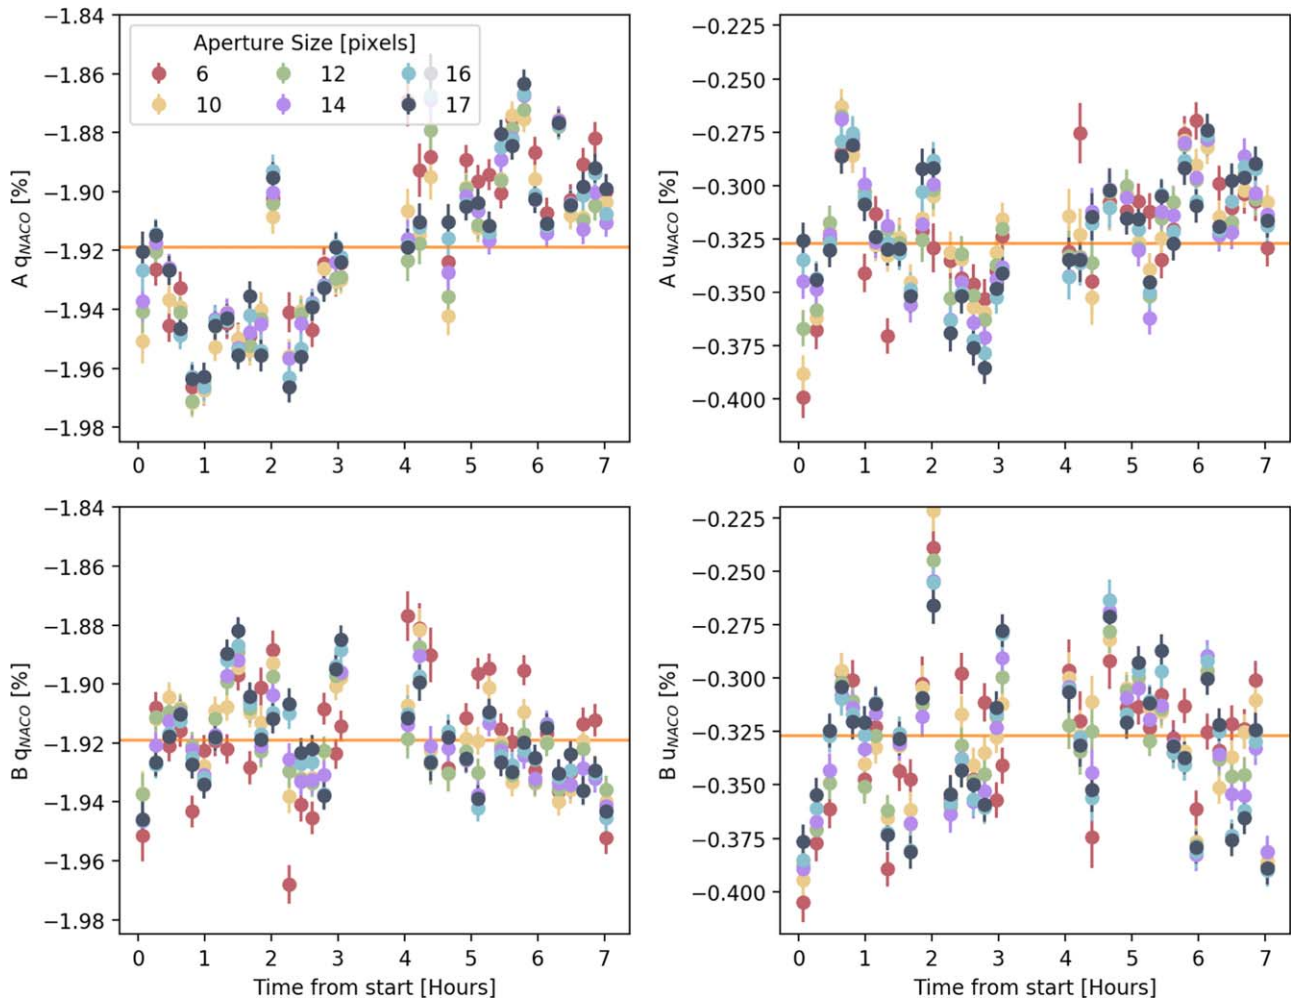 Aperture Size [pixels]
6 12 16
10 14 17
−1.84
−1.86
−1.88
−1.90
−1.92
−1.94
−1.96
−1.98
A qNACO [%]
0 1 2 3 4 5 6 7
−0.225
−0.250
−0.275
−0.300
−0.325
−0.350
−0.375
−0.400
A uNACO [%]
0 1 2 3 4 5 6 7
−1.84
−1.86
−1.88
−1.90
−1.92
−1.94
−1.96
−1.98
B qNACO [%]
0 1 2 3 4 5 6 7
Time from start [Hours]
−0.225
−0.250
−0.275
−0.300
−0.325
−0.350
−0.375
−0.400
B uNACO [%]
0 1 2 3 4 5 6 7
Time from start [Hours]